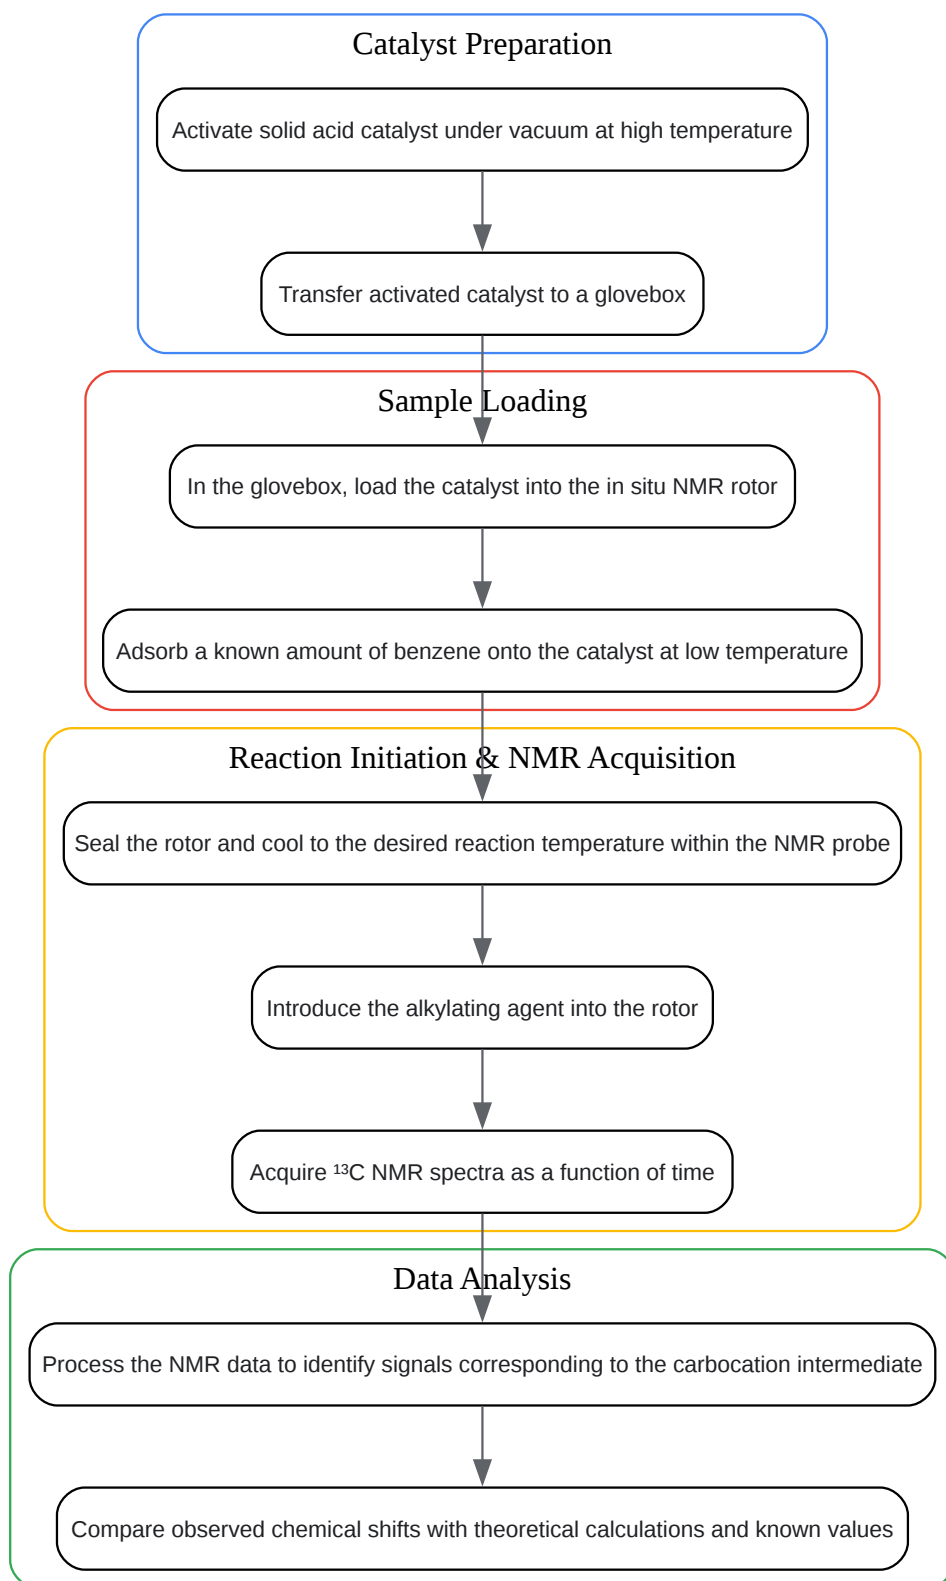 Catalyst Preparation
Activate solid acid catalyst under vacuum at high temperature
Transfer activated catalyst to a glovebox
Sample Loading
In the glovebox, load the catalyst into the in situ NMR rotor
Adsorb a known amount of benzene onto the catalyst at low temperature
Reaction Initiation & NMR Acquisition
Seal the rotor and cool to the desired reaction temperature within the NMR probe
Introduce the alkylating agent into the rotor
Acquire ¹³C NMR spectra as a function of time
Data Analysis
Process the NMR data to identify signals corresponding to the carbocation intermediate
Compare observed chemical shifts with theoretical calculations and known values